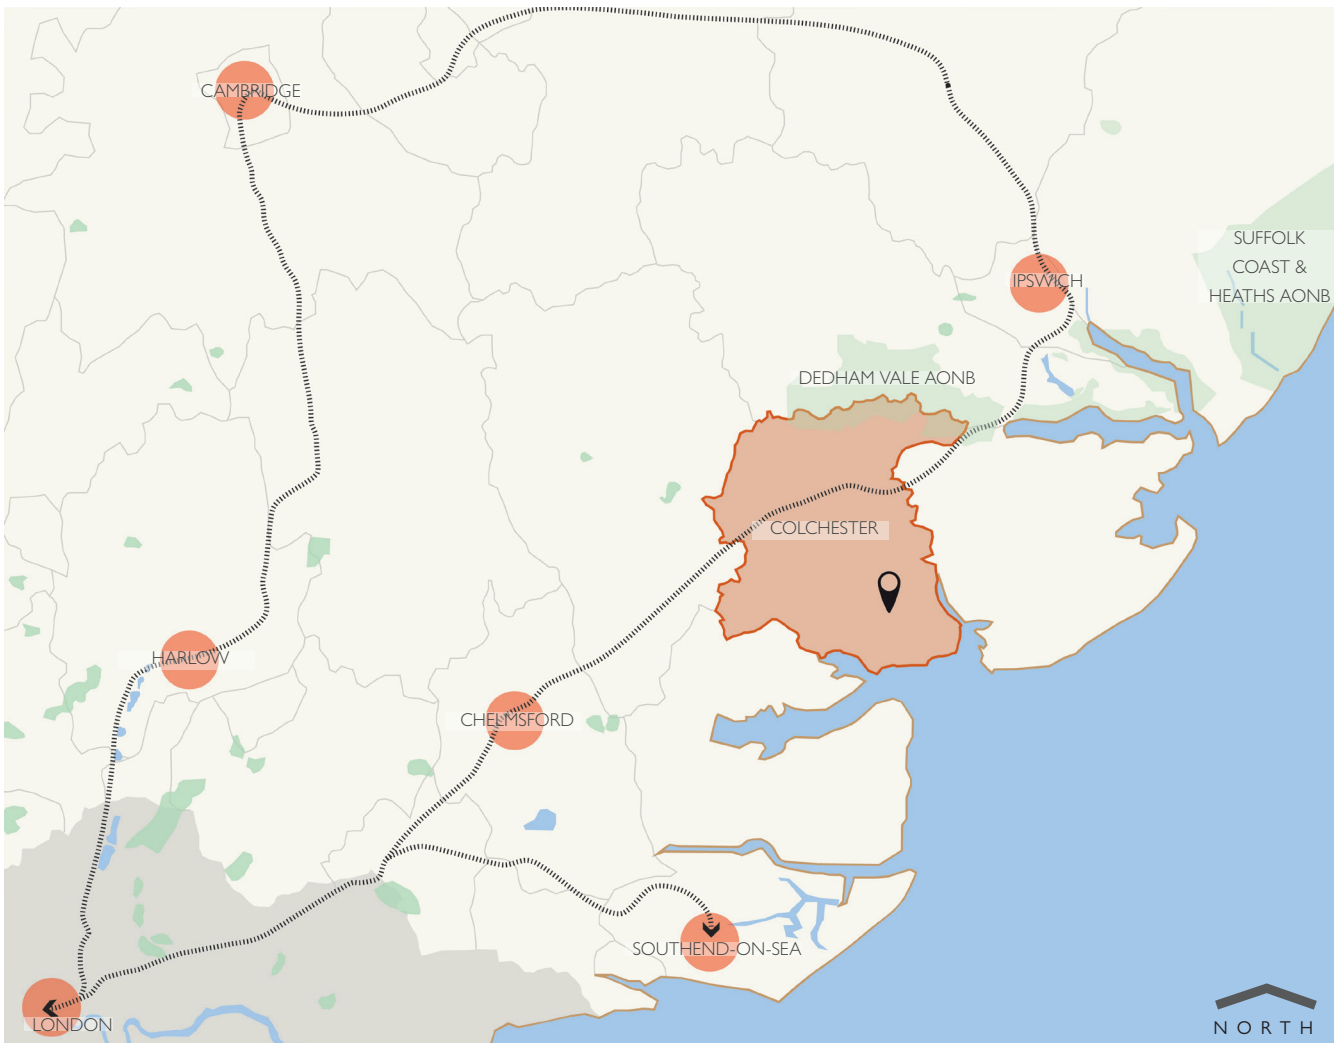 CAMBRIDGE
SUFFOLK
COAST &
HEATHS AONB
IPSWICH
DEDHAM VALE AONB
COLCHESTER
HARLOW
CHELMSFORD
SOUTHEND-ON-SEA
LONDON
NORTH